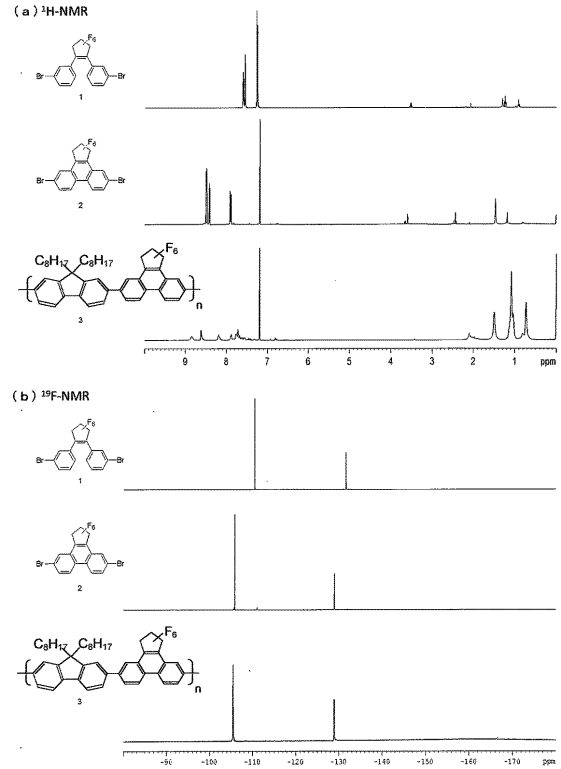 (a) ¹H-NMR
F₆
Br
Br
1
F₆
Br
Br
2
C₈H₁₇ C₈H₁₇
F₆
n
3
9 8 7 6 5 4 3 2 1 ppm
(b) ¹⁹F-NMR
F₆
Br
Br
1
F₆
Br
Br
2
C₈H₁₇ C₈H₁₇
F₆
n
3
-90 -100 -110 -120 -130 -140 -150 -160 -170 ppm